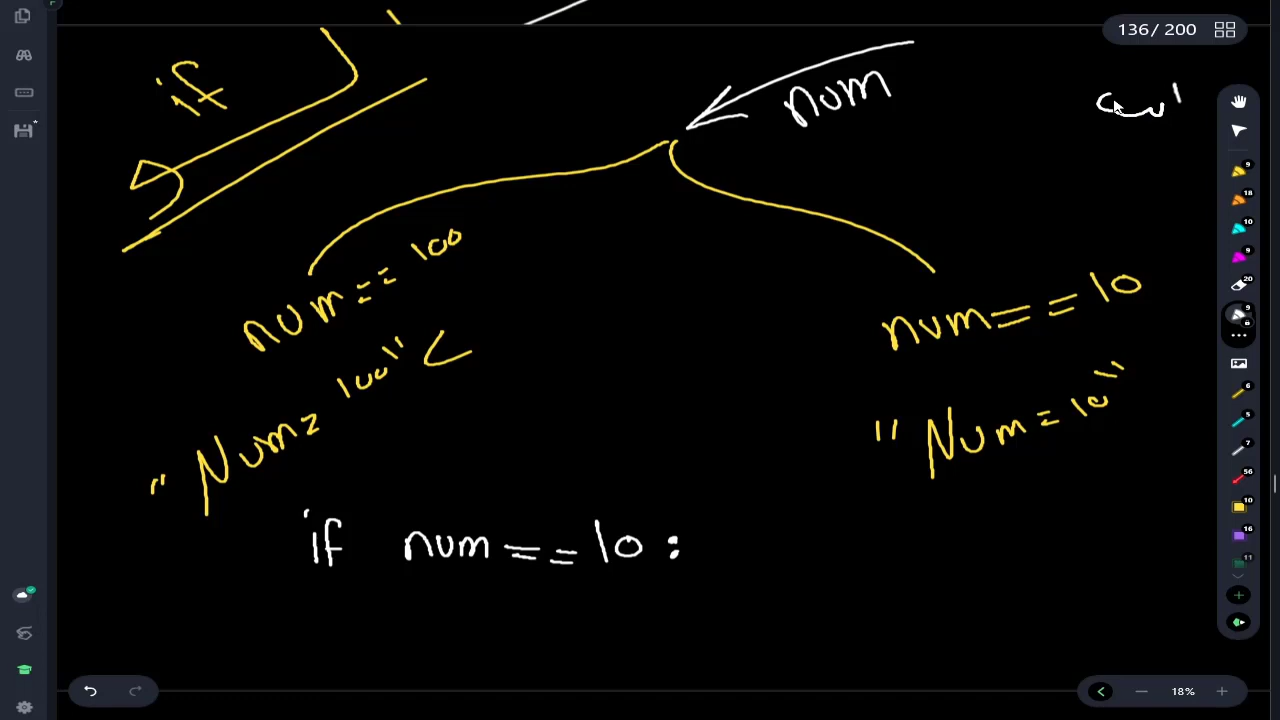 136/ 200
if
num
num== 100
num== 10
"Num= 100"
"Num=10"
if num==10:
18%